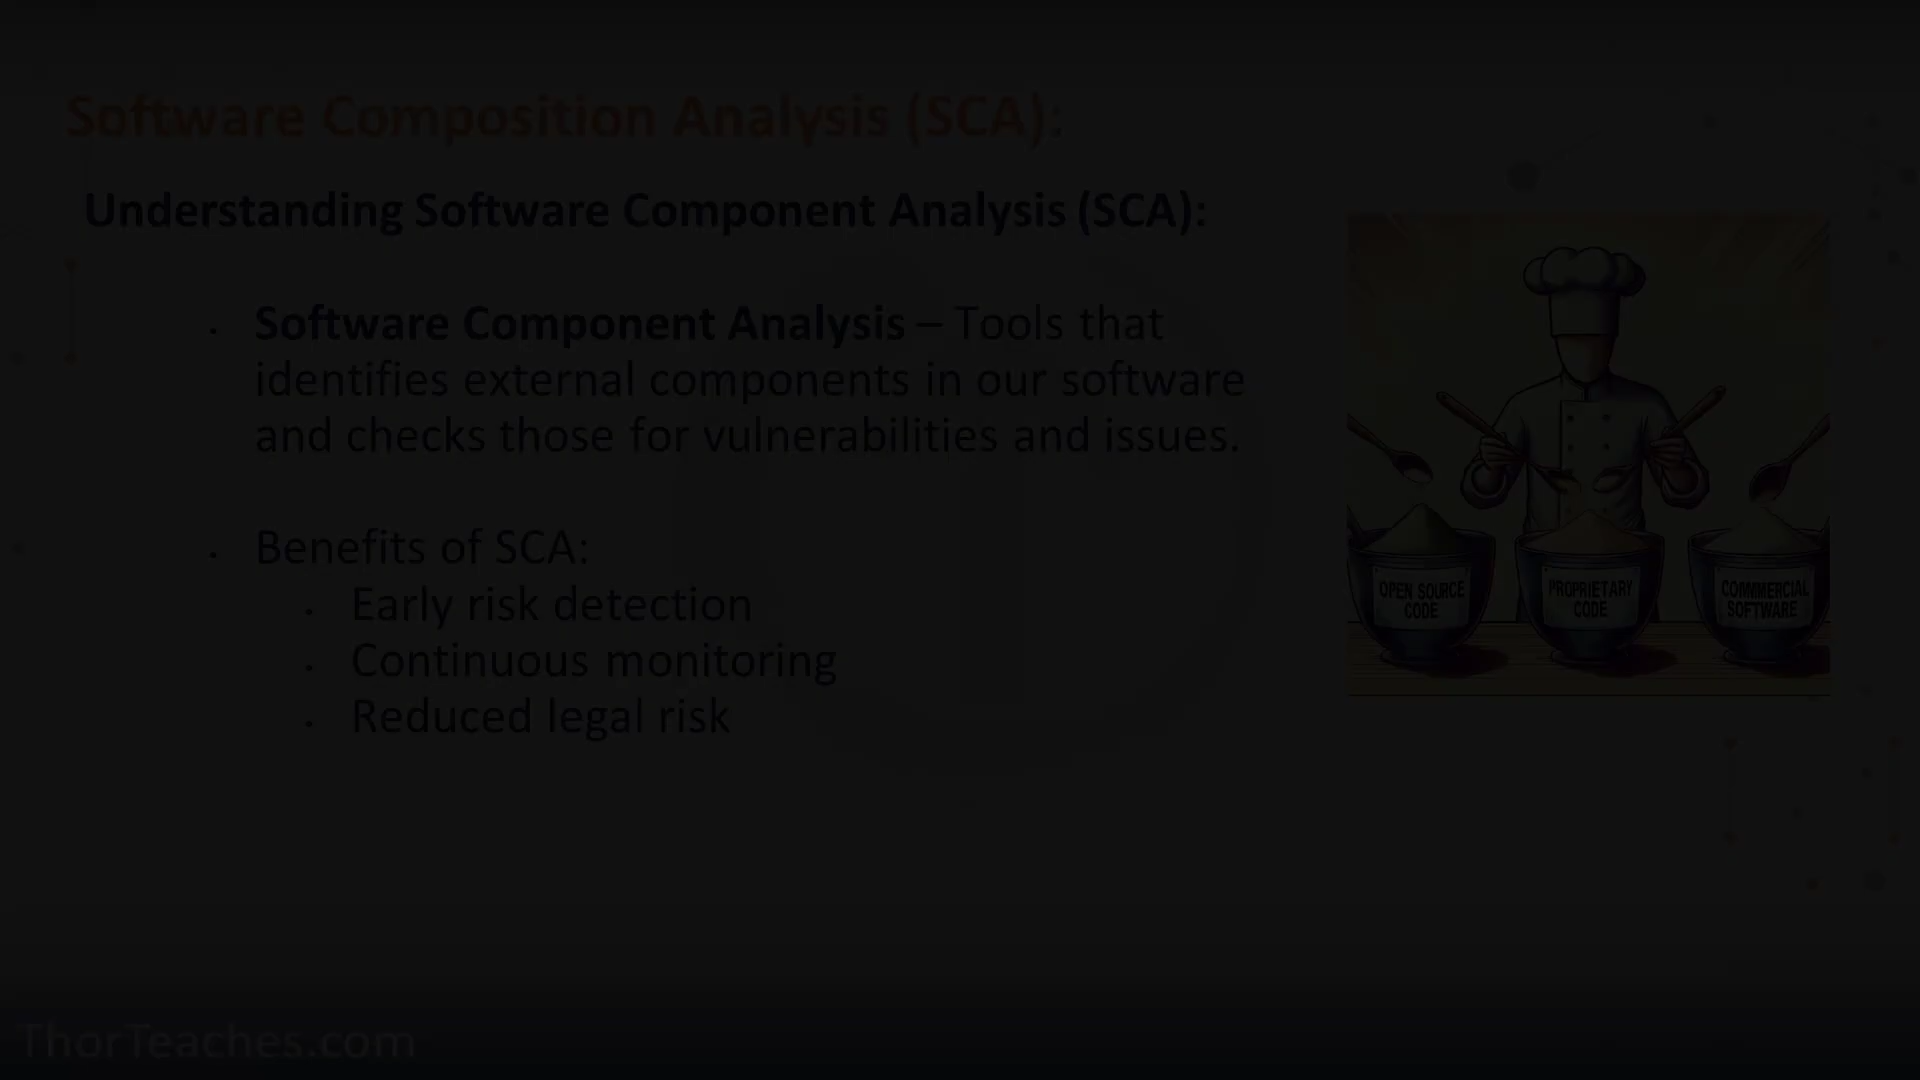 Software Composition Analysis (SCA):
Understanding Software Component Analysis (SCA):
• Software Component Analysis – Tools that
identifies external components in our software
and checks those for vulnerabilities and issues.
• Benefits of SCA:
• Early risk detection
• Continuous monitoring
• Reduced legal risk
OPEN SOURCE
CODE
PROPRIETARY
CODE
COMMERCIAL
SOFTWARE
ThorTeaches.com